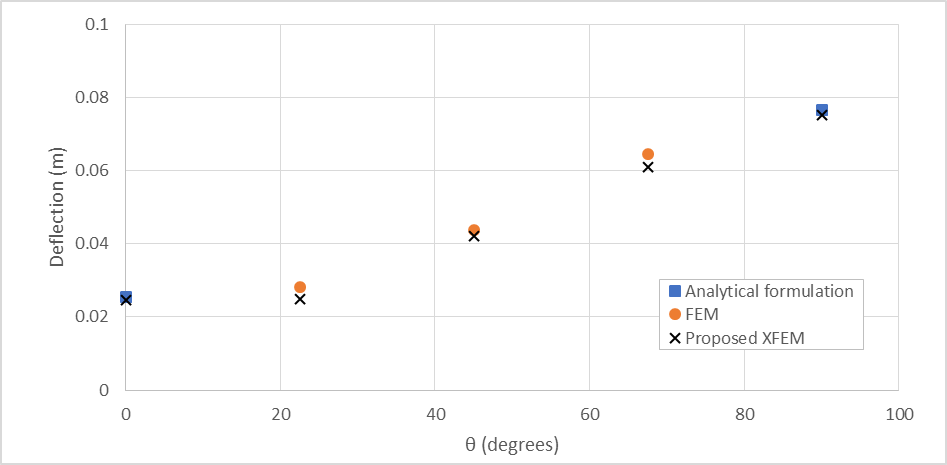 0.1
0.08
0.06
0.04
0.02
0
Deflection (m)
Analytical formulation
FEM
Proposed XFEM
0 20 40 60 80 100
θ (degrees)